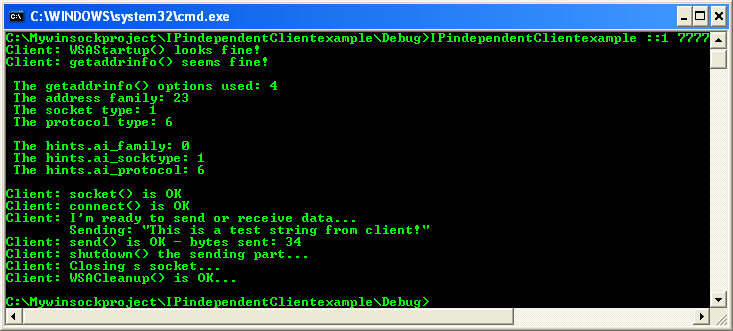 C:\WINDOWS\system32\cmd.exe
C:\Mywinsockproject\IPindependentClientexample\Debug>IPindependentClientexample ::1 7777
Client: WSAStartup() looks fine!
Client: getaddrinfo() seems fine!
The getaddrinfo() options used: 4
The address family: 23
The socket type: 1
The protocol type: 6
The hints.ai_family: 0
The hints.ai_socktype: 1
The hints.ai_protocol: 6
Client: socket() is OK
Client: connect() is OK
Client: I'm ready to send or receive data...
Sending: "This is a test string from client!"
Client: send() is OK - bytes sent: 34
Client: shutdown() the sending part...
Client: Closing s socket...
Client: WSACleanup() is OK...
C:\Mywinsockproject\IPindependentClientexample\Debug>